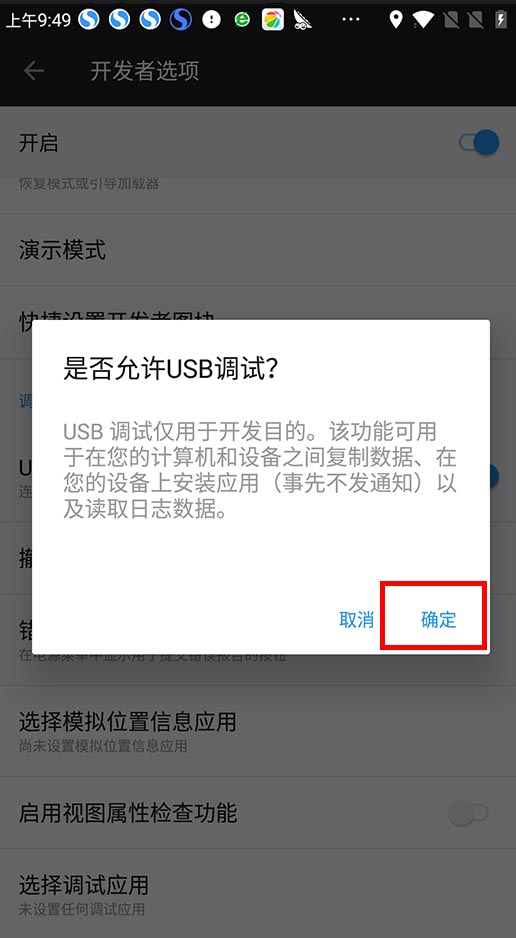 上午9:49
开发者选项
开启
恢复模式或引导加载器
演示模式
快捷设置开发者图块
是否允许USB调试？
调
USB 调试仅用于开发目的。该功能可用
于在您的计算机和设备之间复制数据、在
您的设备上安装应用（事先不发通知）以
及读取日志数据。
U
连
撤
取消
确定
错
在电源菜单中显示用于提交错误报告的按钮
选择模拟位置信息应用
尚未设置模拟位置信息应用
启用视图属性检查功能
选择调试应用
未设置任何调试应用